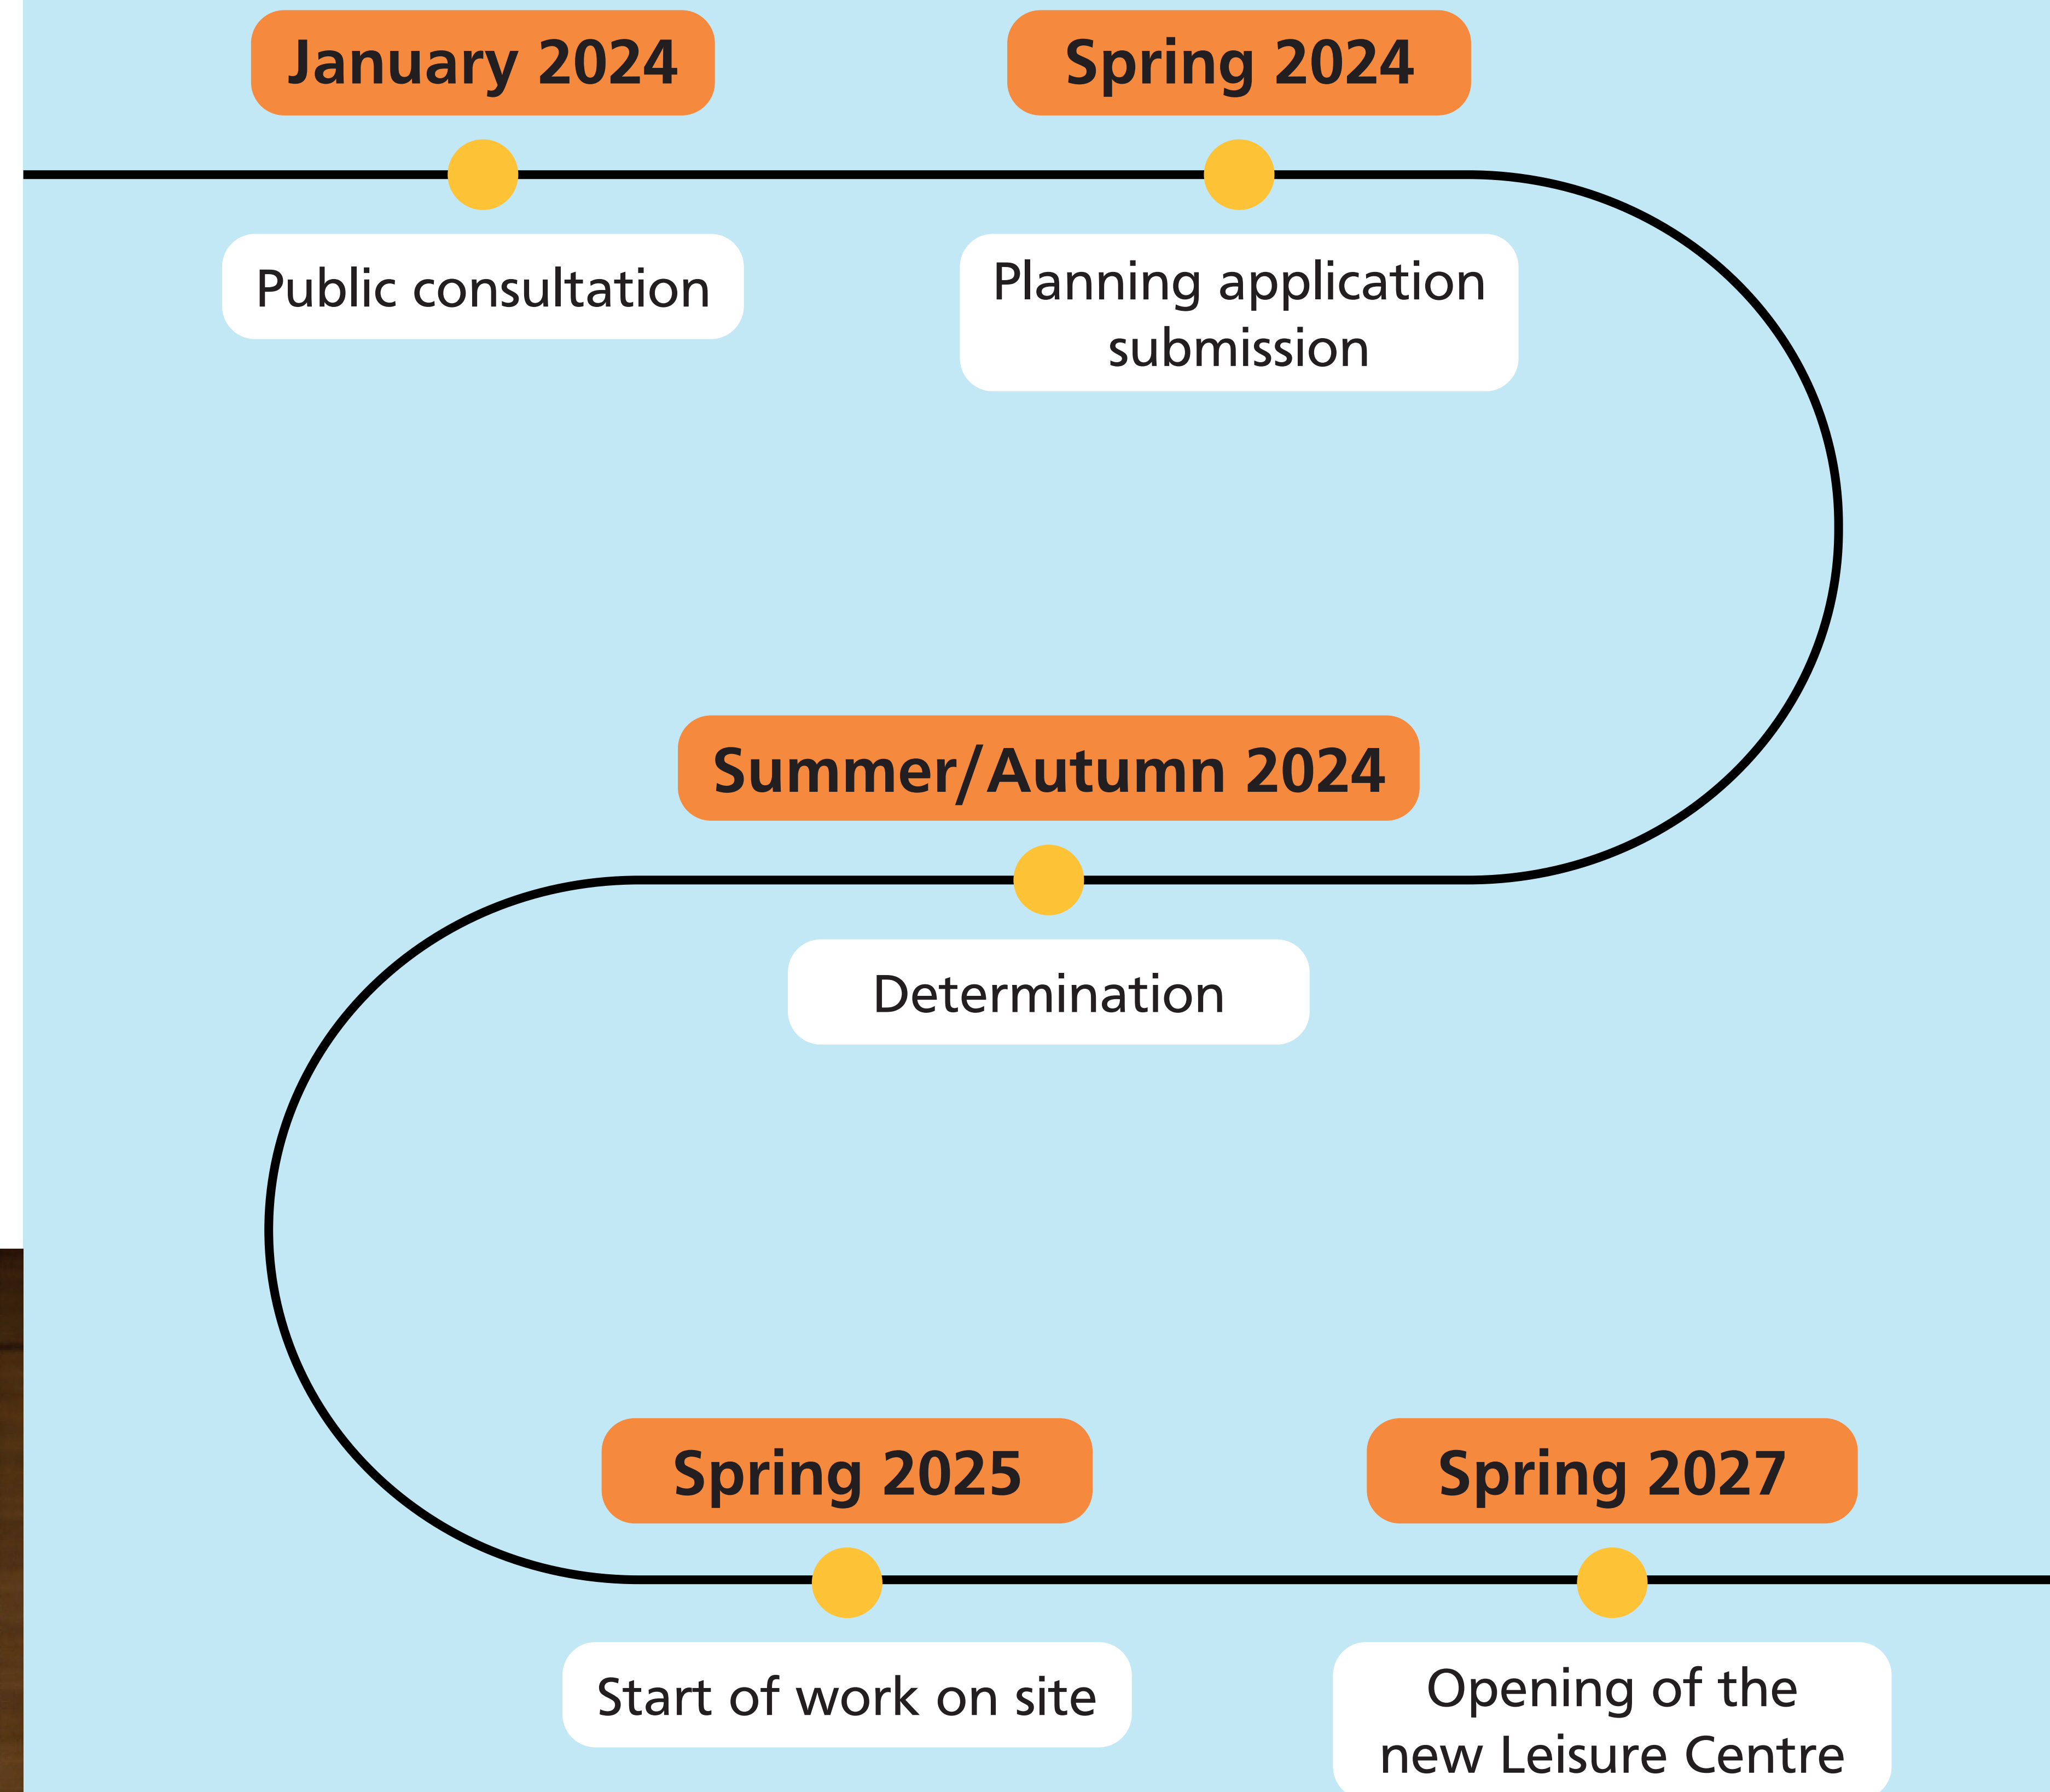 January 2024
Public consultation
Spring 2024
Planning application
submission
Summer/Autumn 2024
Determination
Spring 2025
Start of work on site
Spring 2027
Opening of the
new Leisure Centre